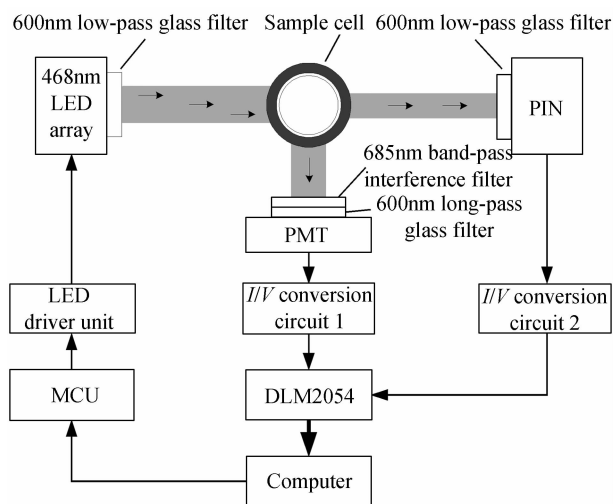 600nm low-pass glass filter
Sample cell
600nm low-pass glass filter
468nm
LED
array
PIN
685nm band-pass
interference filter
600nm long-pass
glass filter
PMT
LED
driver unit
I/V conversion
circuit 1
I/V conversion
circuit 2
MCU
DLM2054
Computer